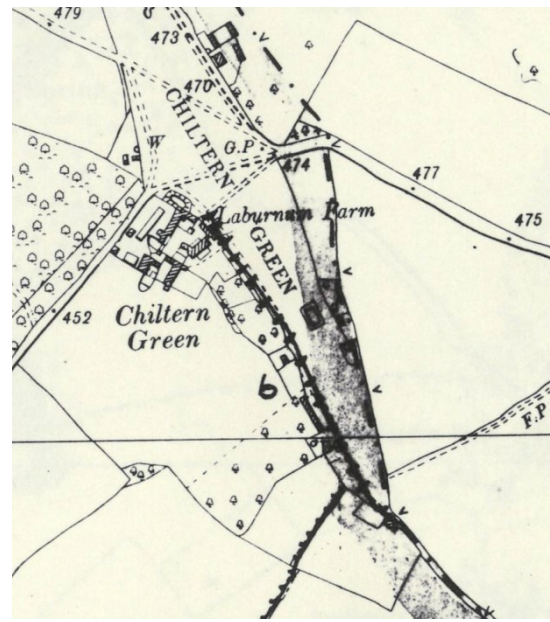 479
473
470
CHILTERN
W
G.P
474
477
475
Laburnum Farm
GREEN
452
Chiltern
Green
6
F.P